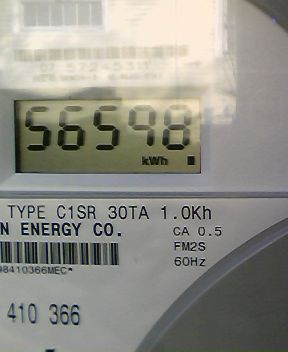 56598
kWh
TYPE C1SR 30TA 1.0Kh
N ENERGY CO.
CA 0.5
FM2S
60Hz
98410366MEC*
410 366